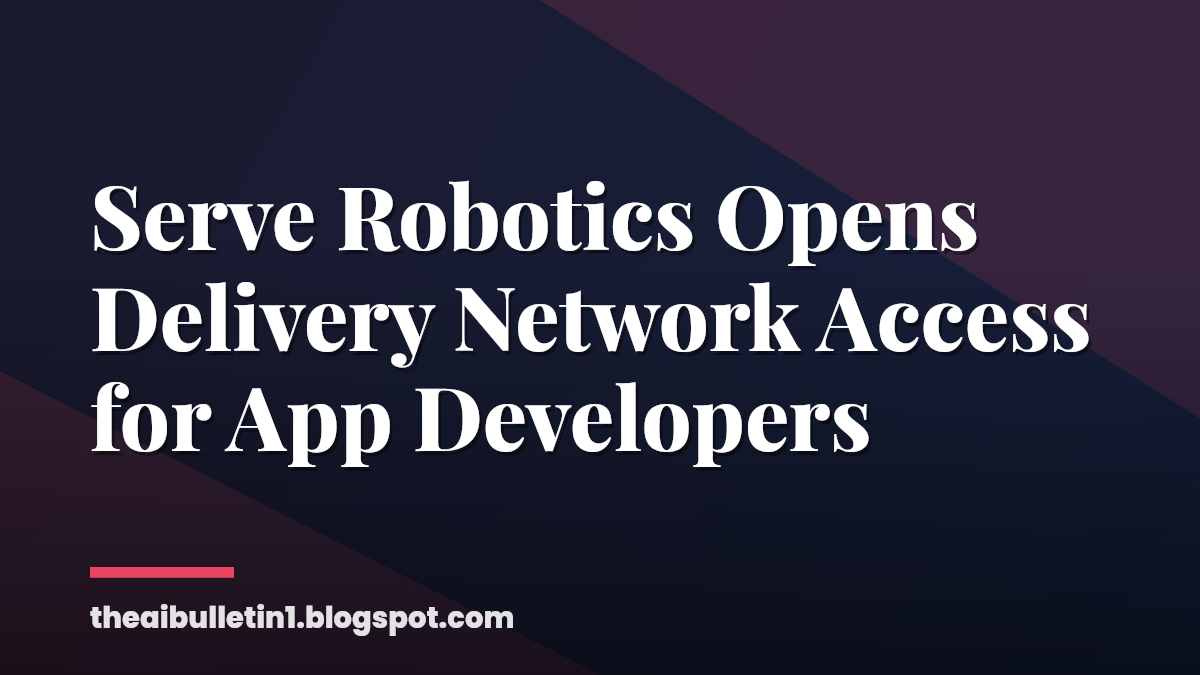 Serve Robotics Opens
Delivery Network Access
for App Developers
theaibulletin1.blogspot.com